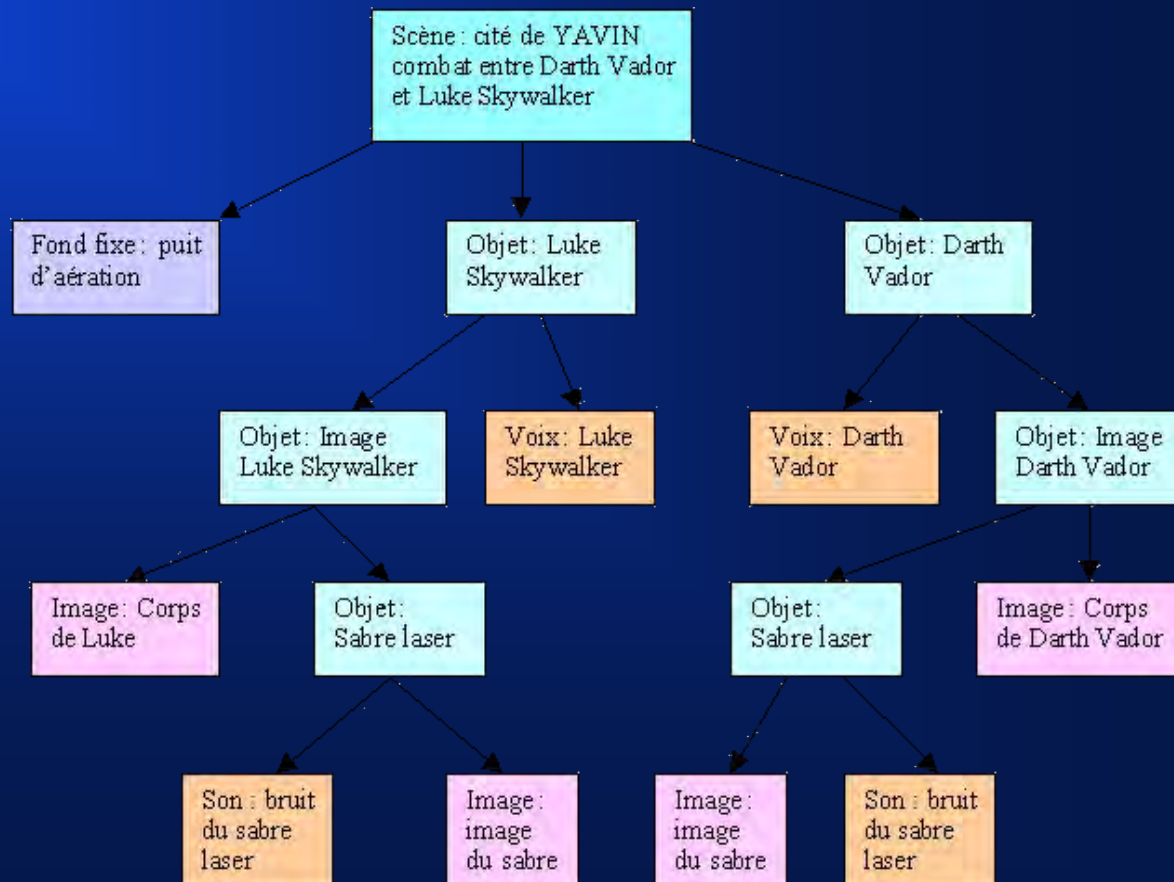 Scène : cité de YAVIN
combat entre Darth Vador
et Luke Skywalker
Fond fixe : puit
d'aération
Objet : Luke
Skywalker
Objet : Darth
Vador
Objet : Image
Luke Skywalker
Voix : Luke
Skywalker
Voix : Darth
Vador
Objet : Image
Darth Vador
Image : Corps
de Luke
Objet :
Sabre laser
Objet :
Sabre laser
Image : Corps
de Darth Vador
Son : bruit
du sabre
laser
Image :
image
du sabre
Image :
image
du sabre
Son : bruit
du sabre
laser